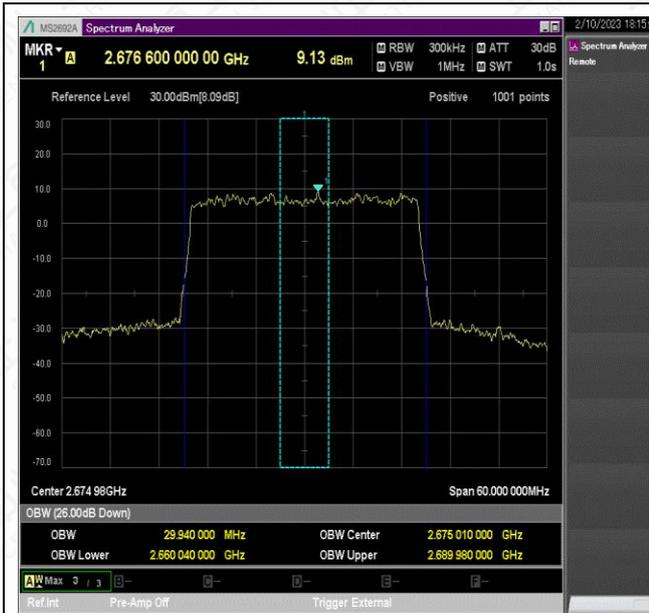 MS2692A Spectrum Analyzer
2/10/2023 18:15
MKR 1 A 2.676 600 000 00 GHz 9.13 dBm
M RBW 300kHz M ATT 30dB
M VBW 1MHz M SWT 1.0s
Spectrum Analyzer
Remote
Reference Level 30.00dBm[8.09dB] Positive 1001 points
30.0
20.0
10.0
0.0
-10.0
-20.0
-30.0
-40.0
-50.0
-60.0
-70.0
1
Center 2.674 98GHz Span 60.000 000MHz
OBW (26.00dB Down)
OBW 29.940 000 MHz OBW Center 2.675 010 000 GHz
OBW Lower 2.660 040 000 GHz OBW Upper 2.689 980 000 GHz
A W Max 3 / 3 B- C- D- E- F-
Ref.Int Pre-Amp Off Trigger External